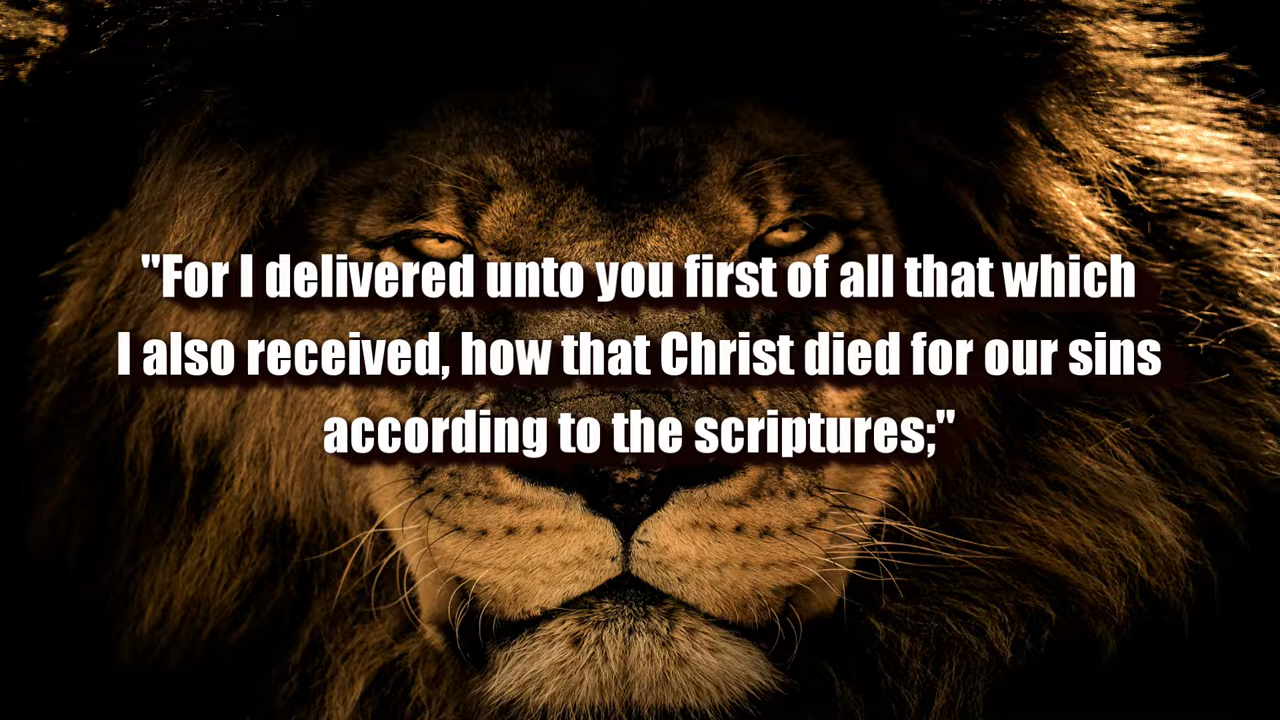 "For I delivered unto you first of all that which
I also received, how that Christ died for our sins
according to the scriptures;"